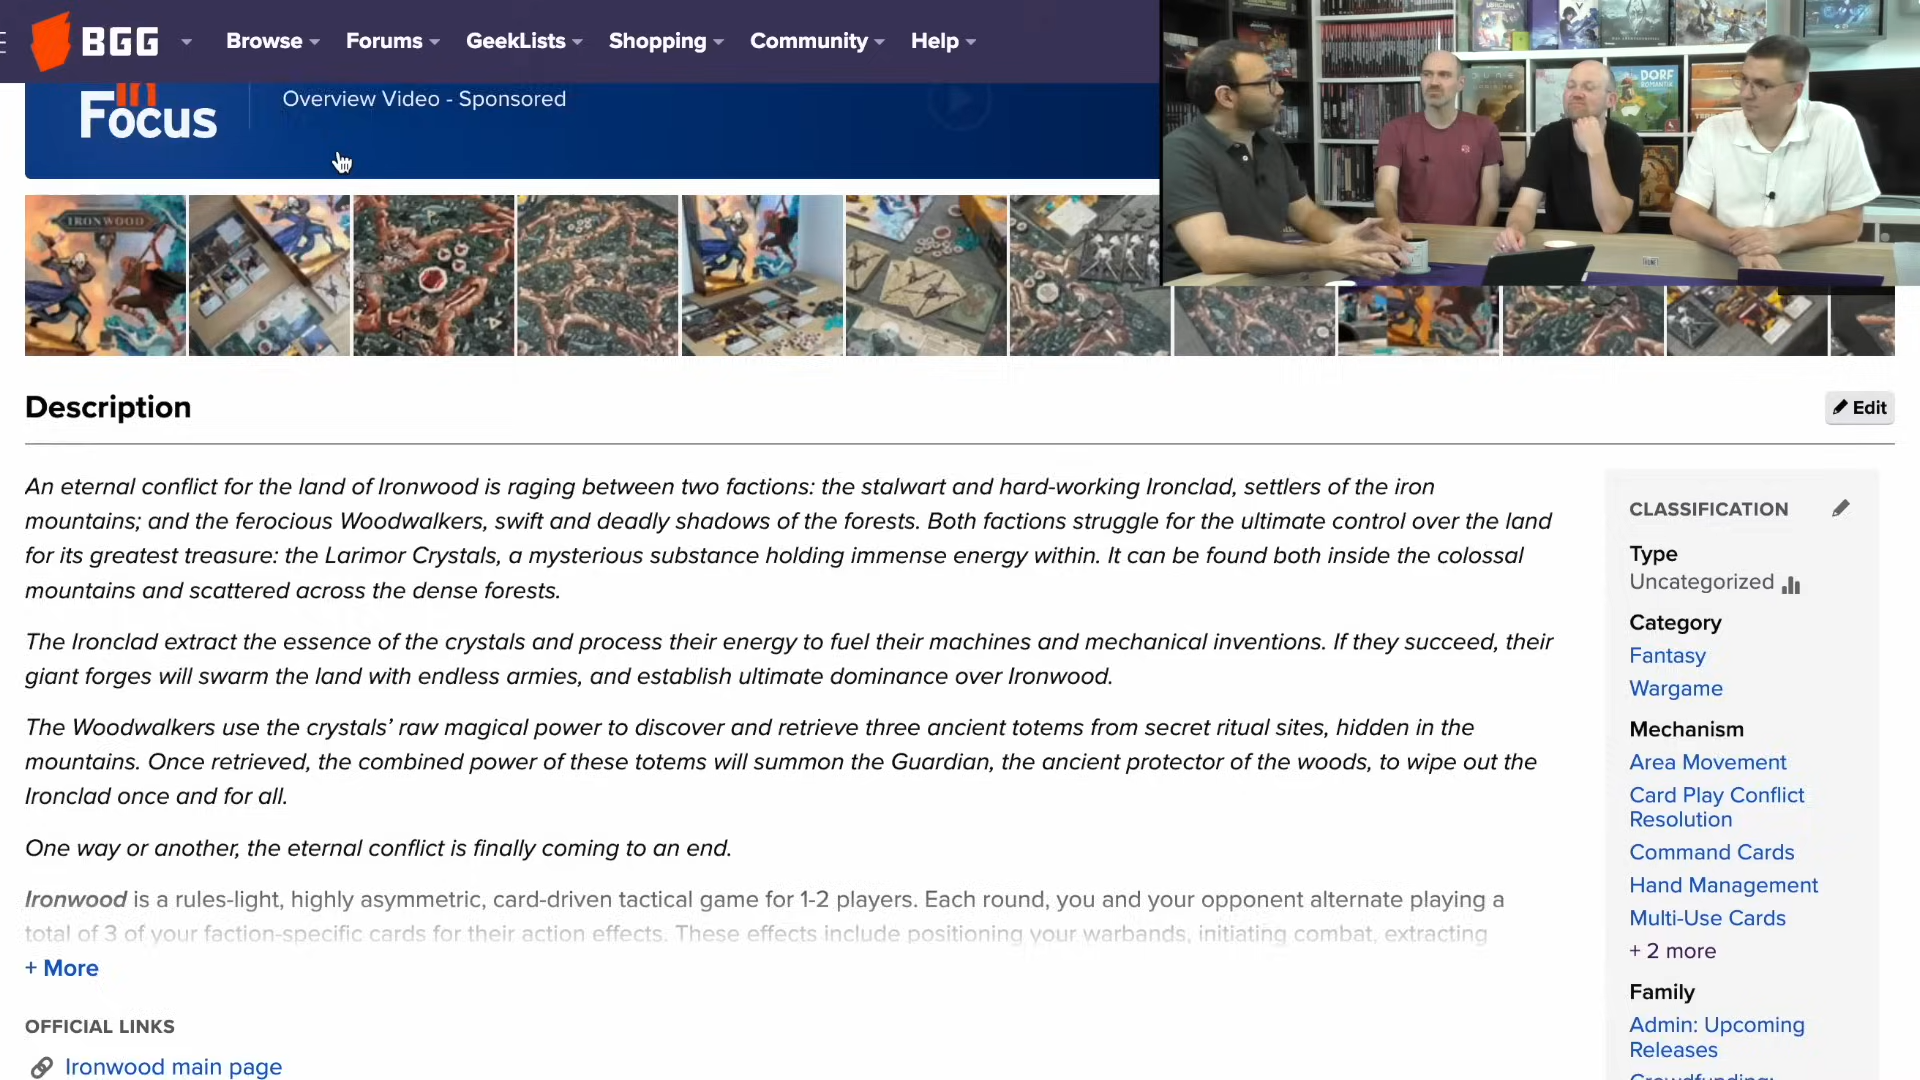 BGG
Browse Forums GeekLists Shopping Community Help
In
Focus
Overview Video - Sponsored
IRONWOOD
DORF
ROMANTIK
Description
Edit
An eternal conflict for the land of Ironwood is raging between two factions: the stalwart and hard-working Ironclad, settlers of the iron
mountains; and the ferocious Woodwalkers, swift and deadly shadows of the forests. Both factions struggle for the ultimate control over the land
for its greatest treasure: the Larimor Crystals, a mysterious substance holding immense energy within. It can be found both inside the colossal
mountains and scattered across the dense forests.
The Ironclad extract the essence of the crystals and process their energy to fuel their machines and mechanical inventions. If they succeed, their
giant forges will swarm the land with endless armies, and establish ultimate dominance over Ironwood.
The Woodwalkers use the crystals’ raw magical power to discover and retrieve three ancient totems from secret ritual sites, hidden in the
mountains. Once retrieved, the combined power of these totems will summon the Guardian, the ancient protector of the woods, to wipe out the
Ironclad once and for all.
One way or another, the eternal conflict is finally coming to an end.
Ironwood is a rules-light, highly asymmetric, card-driven tactical game for 1-2 players. Each round, you and your opponent alternate playing a
total of 3 of your faction-specific cards for their action effects. These effects include positioning your warbands, initiating combat, extracting
+ More
OFFICIAL LINKS
Ironwood main page
CLASSIFICATION
Type
Uncategorized
Category
Fantasy
Wargame
Mechanism
Area Movement
Card Play Conflict
Resolution
Command Cards
Hand Management
Multi-Use Cards
+ 2 more
Family
Admin: Upcoming
Releases
Crowdfunding: